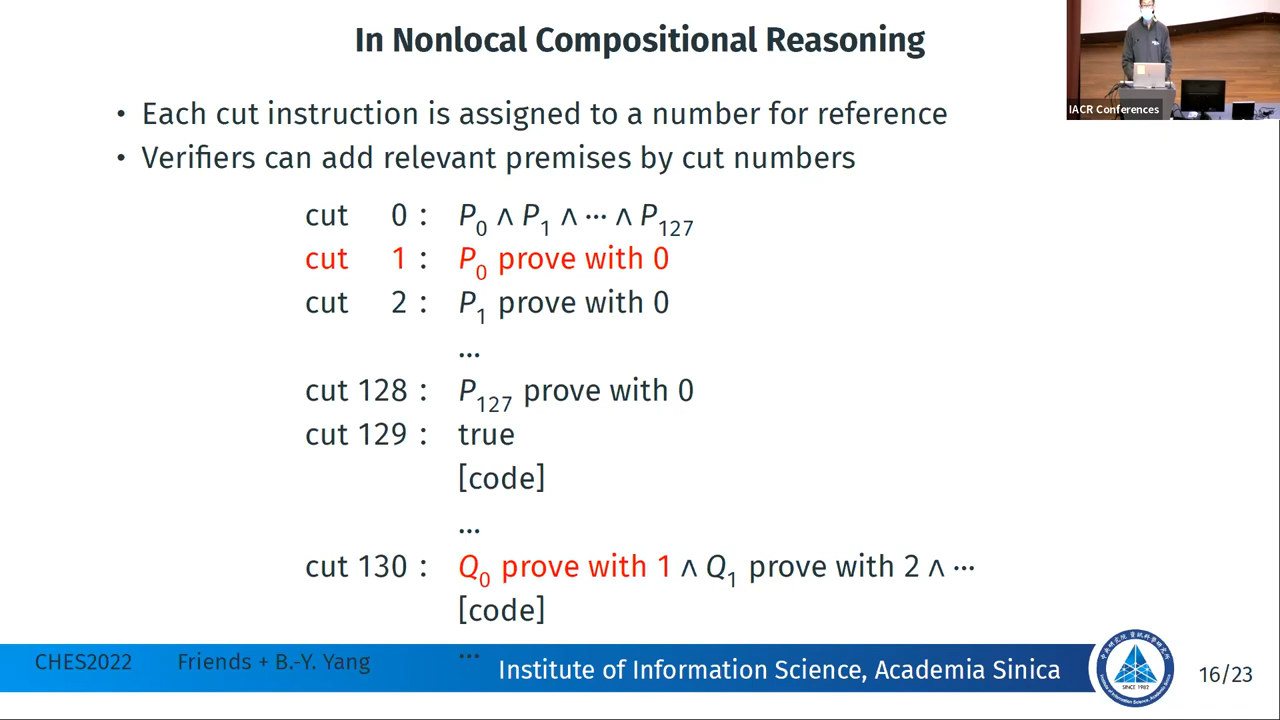 In Nonlocal Compositional Reasoning
IACR Conferences
• Each cut instruction is assigned to a number for reference
• Verifiers can add relevant premises by cut numbers
cut 0 : P0 ∧ P1 ∧ ⋯ ∧ P127
cut 1 : P0 prove with 0
cut 2 : P1 prove with 0
⋯
cut 128 : P127 prove with 0
cut 129 : true
[code]
⋯
cut 130 : Q0 prove with 1 ∧ Q1 prove with 2 ∧ ⋯
[code]
⋯
CHES2022 Friends + B.-Y. Yang Institute of Information Science, Academia Sinica 16/23
SINCE 1982